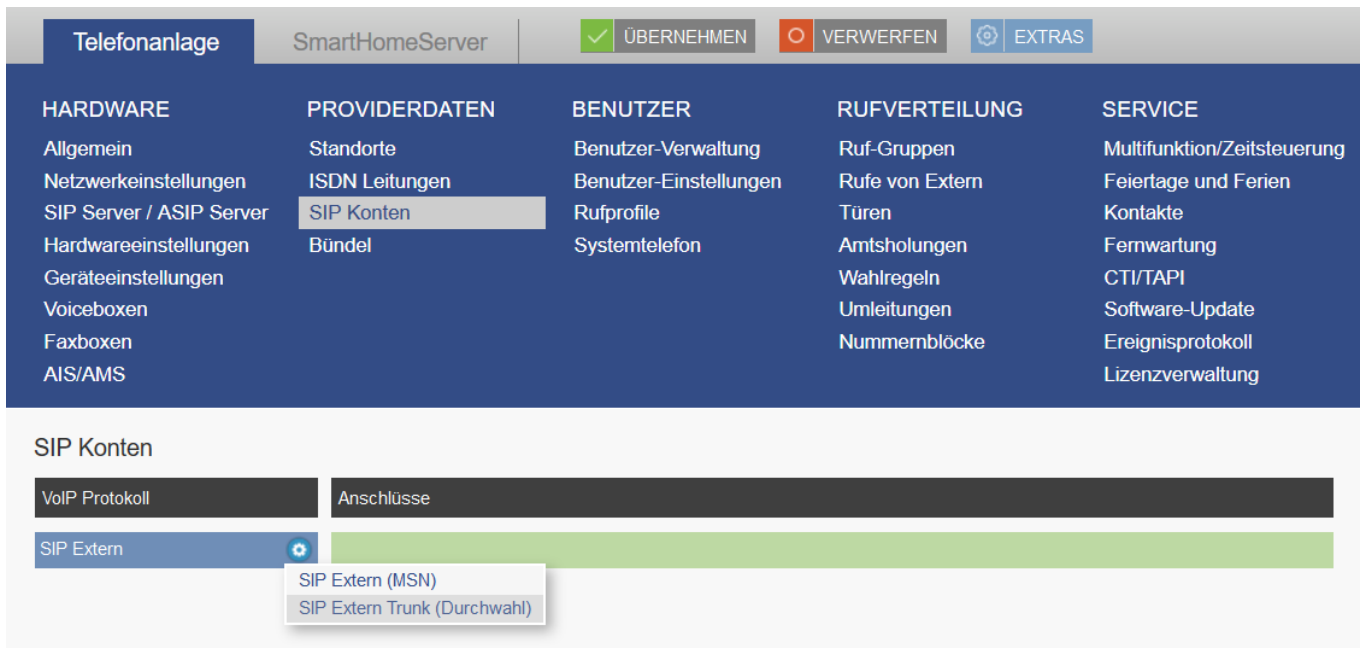 Telefonanlage SmartHomeServer ÜBERNEHMEN VERWERFEN EXTRAS
HARDWARE
Allgemein
Netzwerkeinstellungen
SIP Server / ASIP Server
Hardwareeinstellungen
Geräteeinstellungen
Voiceboxen
Faxboxen
AIS/AMS
PROVIDERDATEN
Standorte
ISDN Leitungen
SIP Konten
Bündel
BENUTZER
Benutzer-Verwaltung
Benutzer-Einstellungen
Rufprofile
Systemtelefon
RUFVERTEILUNG
Ruf-Gruppen
Rufe von Extern
Türen
Amtsholungen
Wahlregeln
Umleitungen
Nummernblöcke
SERVICE
Multifunktion/Zeitsteuerung
Feiertage und Ferien
Kontakte
Fernwartung
CTI/TAPI
Software-Update
Ereignisprotokoll
Lizenzverwaltung
SIP Konten
VoIP Protokoll Anschlüsse
SIP Extern
SIP Extern (MSN)
SIP Extern Trunk (Durchwahl)